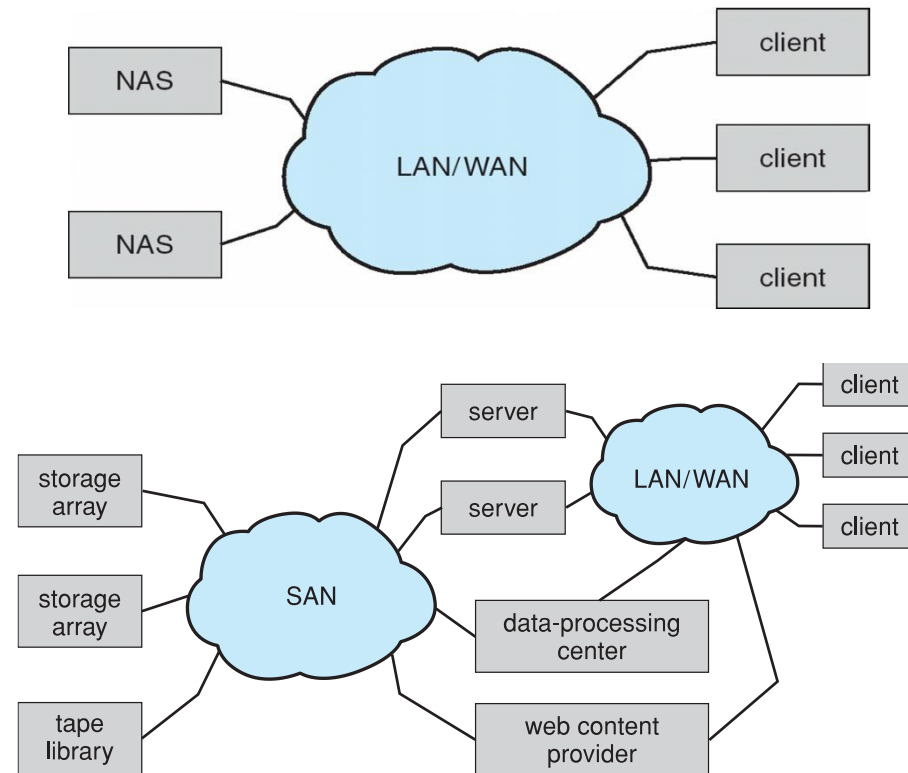 NAS
client
LAN/WAN
client
NAS
client
client
server
LAN/WAN
client
storage
array
server
client
storage
array
SAN
data-processing
center
tape
library
web content
provider